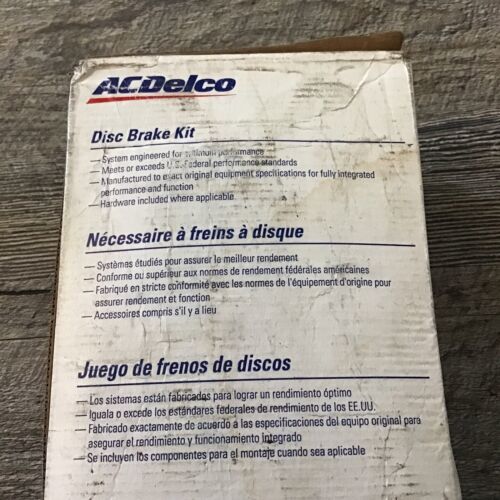 ACDelco
Disc Brake Kit
— System engineered for optimum performance
— Meets or exceeds U.S. Federal performance standards
— Manufactured to exact original equipment specifications for fully integrated
performance and function
— Hardware included where applicable
Nécessaire à freins à disque
— Systèmes étudiés pour assurer le meilleur rendement
— Conforme ou supérieur aux normes de rendement fédérales américaines
— Fabriqué en stricte conformité avec les normes de l'équipement d'origine pour
assurer rendement et fonction
— Accessoires compris s'il y a lieu
Juego de frenos de discos
— Los sistemas están fabricados para lograr un rendimiento óptimo
— Iguala o excede los estándares federales de rendimiento de los EE.UU.
— Fabricado exactamente de acuerdo a las especificaciones del equipo original para
asegurar el rendimiento y funcionamiento integrado
— Se incluyen los componentes para el montaje cuando sea aplicable